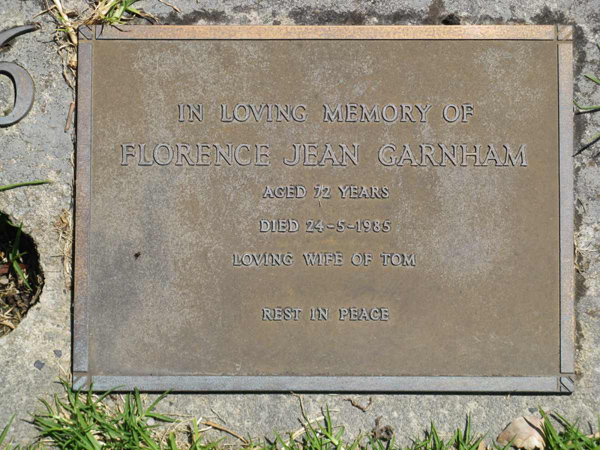 IN LOVING MEMORY OF
FLORENCE JEAN GARNHAM
AGED 72 YEARS
DIED 24-5-1985
LOVING WIFE OF TOM
REST IN PEACE